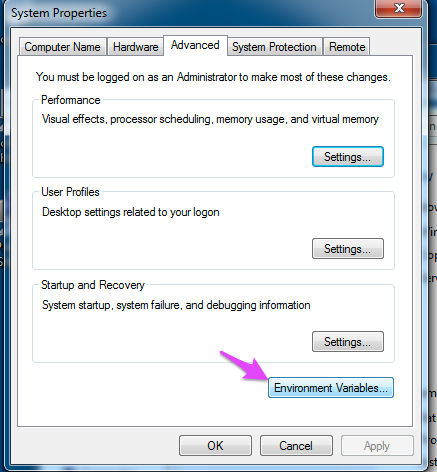 System Properties
Computer Name Hardware Advanced System Protection Remote
You must be logged on as an Administrator to make most of these changes.
Performance
Visual effects, processor scheduling, memory usage, and virtual memory
Settings...
User Profiles
Desktop settings related to your logon
Settings...
Startup and Recovery
System startup, system failure, and debugging information
Settings...
Environment Variables...
OK Cancel Apply